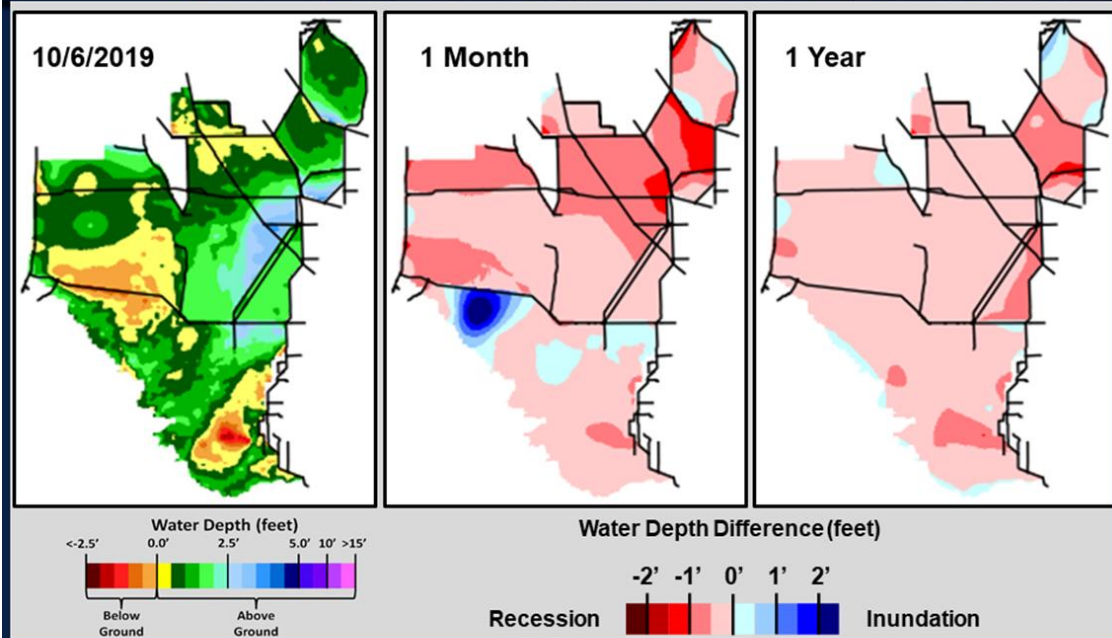 10/6/2019
1 Month
1 Year
Water Depth (feet)
<-2.5' 0.0' 2.5' 5.0' 10' >15'
Below
Ground
Above
Ground
Water Depth Difference (feet)
-2' -1' 0' 1' 2'
Recession
Inundation